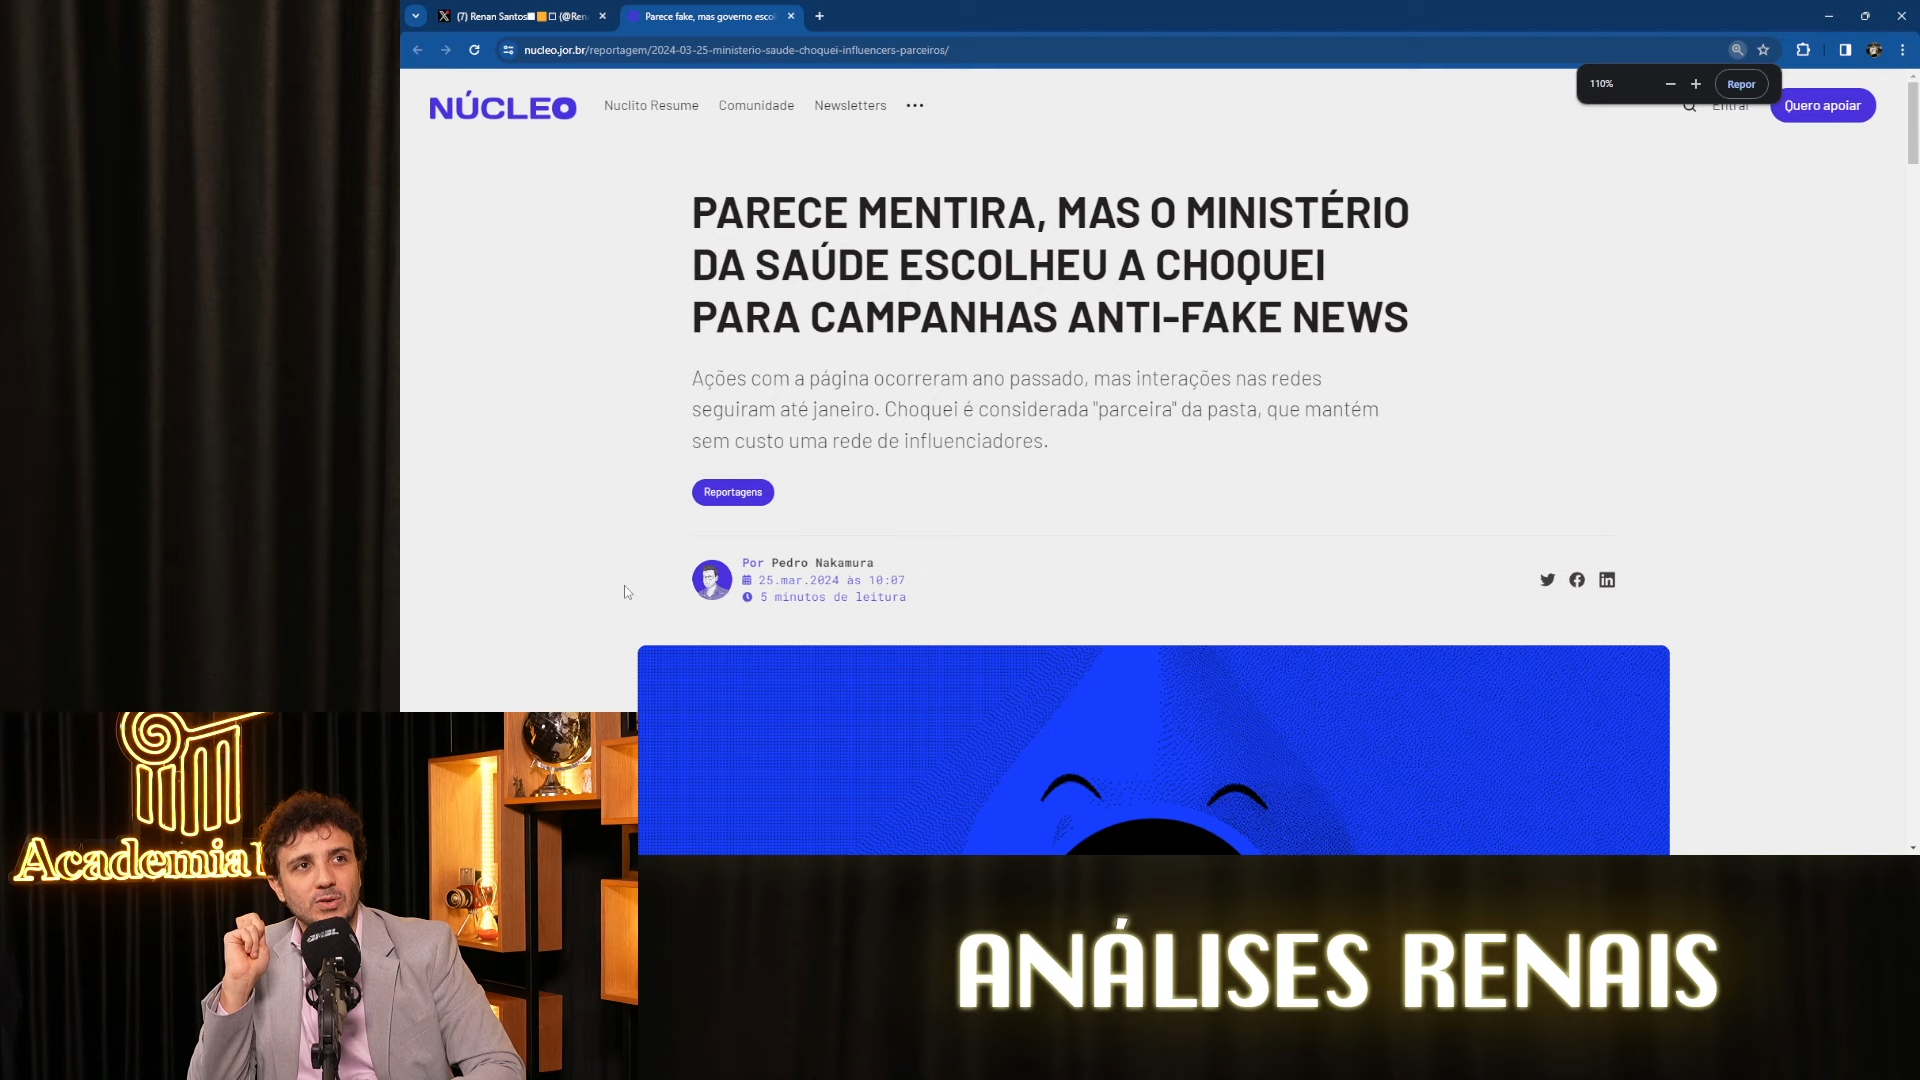 (7) Renan Santos
Parece fake, mas governo esco
nucleo.jor.br/reportagem/2024-03-25-ministerio-saude-choquei-influencers-parceiros/
110%
Repor
NÚCLEO
Nuclito Resume
Comunidade
Newsletters
Entrar
Quero apoiar
PARECE MENTIRA, MAS O MINISTÉRIO
DA SAÚDE ESCOLHEU A CHOQUEI
PARA CAMPANHAS ANTI-FAKE NEWS
Ações com a página ocorreram ano passado, mas interações nas redes
seguiram até janeiro. Choquei é considerada "parceira" da pasta, que mantém
sem custo uma rede de influenciadores.
Reportagens
Por Pedro Nakamura
25.mar.2024 às 10:07
5 minutos de leitura
Academia
ANÁLISES RENAIS